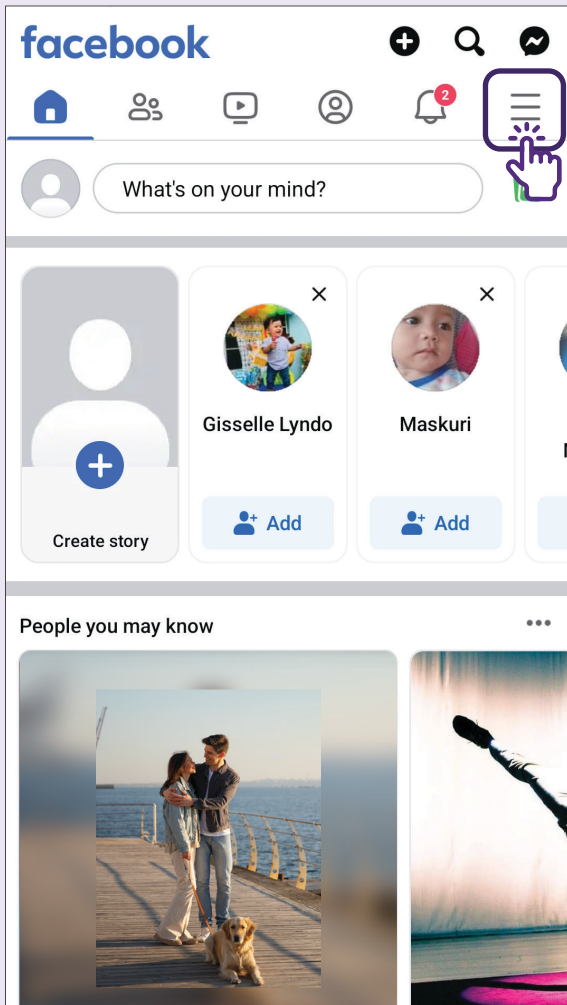 facebook
2
What's on your mind?
Gisselle Lyndo
Maskuri
Add
Add
Create story
People you may know